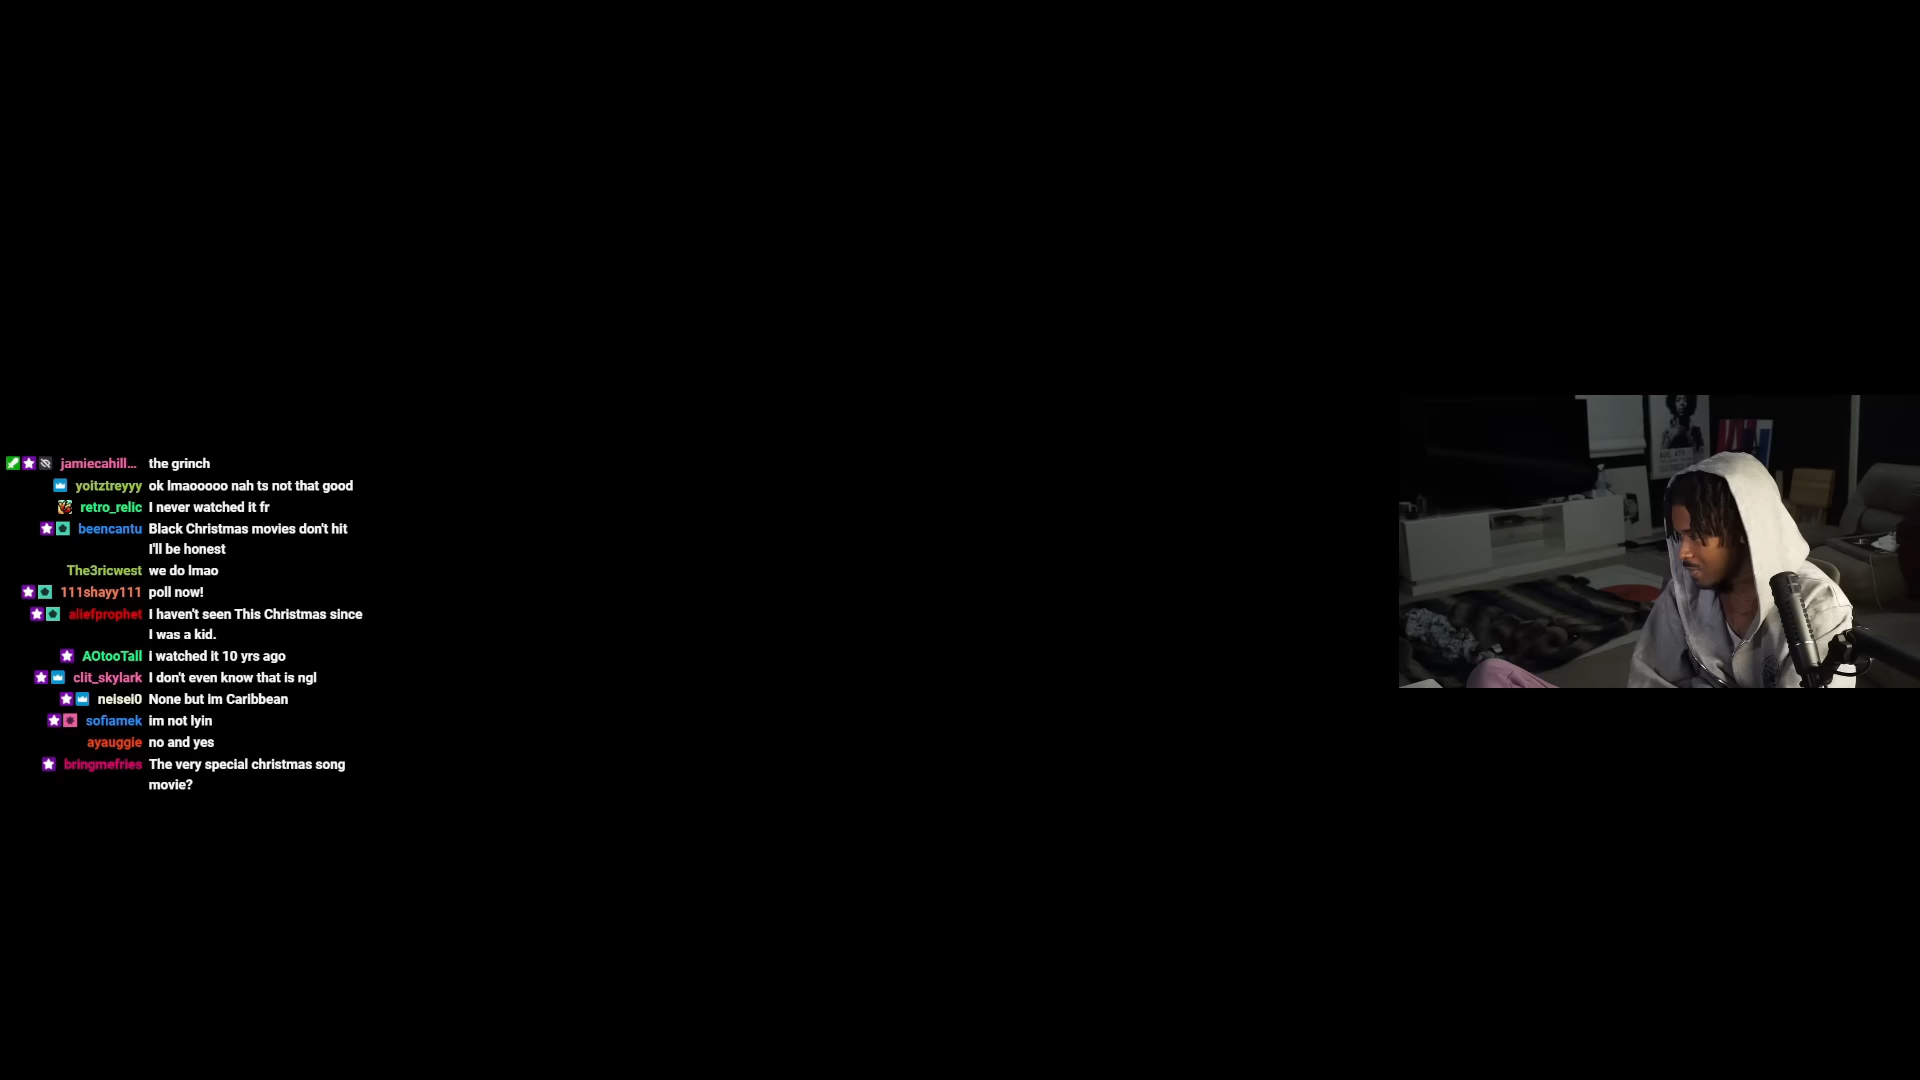 jamiecahill... the grinch
yoitztreyyy ok lmaooooo nah ts not that good
retro_relic I never watched it fr
beencantu Black Christmas movies don't hit
I'll be honest
The3ricwest we do lmao
111shayy111 poll now!
aliefprophet I haven't seen This Christmas since
I was a kid.
AOtooTall i watched it 10 yrs ago
clit_skylark I don't even know that is ngl
neisel0 None but im Caribbean
sofiamek im not lyin
ayauggie no and yes
bringmefries The very special christmas song
movie?